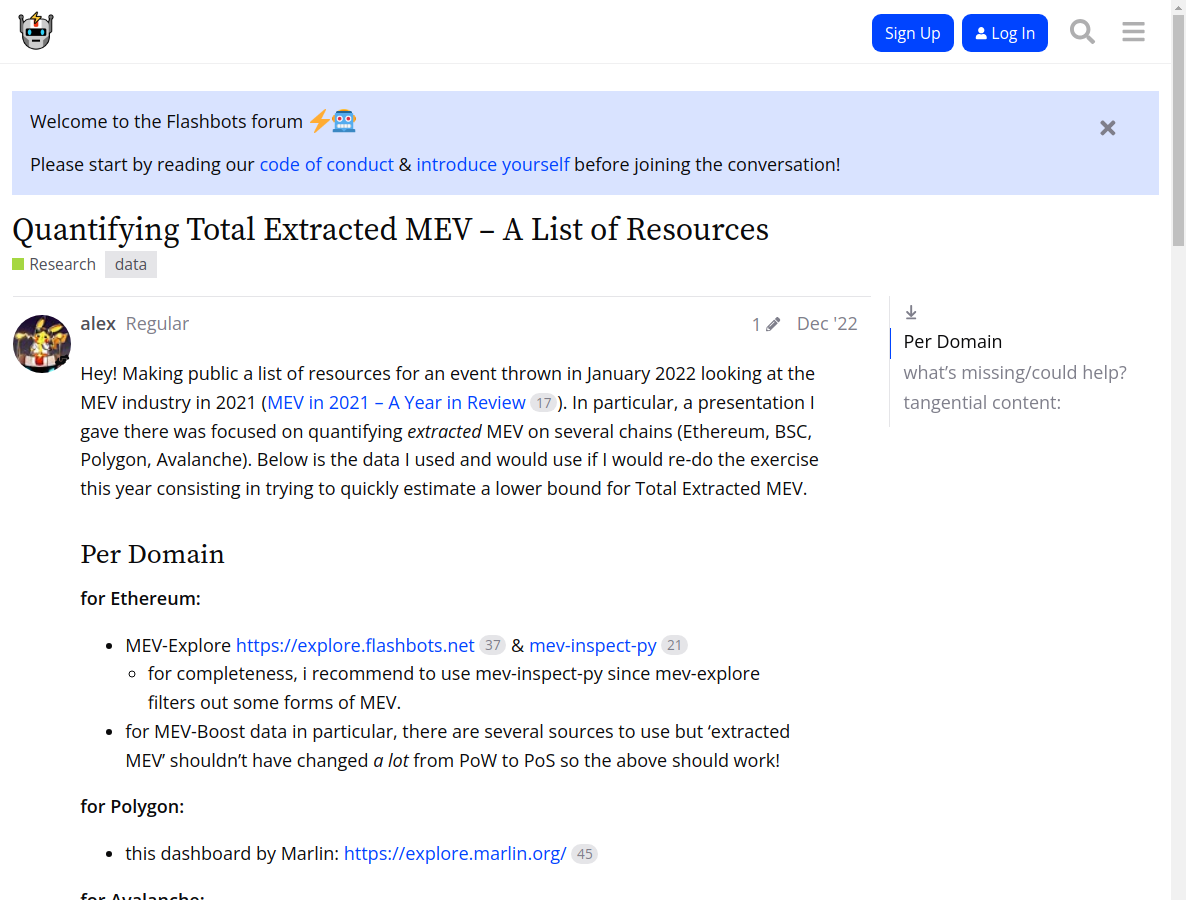 Sign Up
Log In
Welcome to the Flashbots forum
Please start by reading our code of conduct & introduce yourself before joining the conversation!
Quantifying Total Extracted MEV – A List of Resources
Research data
alex Regular 1 Dec '22
Hey! Making public a list of resources for an event thrown in January 2022 looking at the
MEV industry in 2021 (MEV in 2021 – A Year in Review 17). In particular, a presentation I
gave there was focused on quantifying extracted MEV on several chains (Ethereum, BSC,
Polygon, Avalanche). Below is the data I used and would use if I would re-do the exercise
this year consisting in trying to quickly estimate a lower bound for Total Extracted MEV.
Per Domain
for Ethereum:
MEV-Explore https://explore.flashbots.net 37 & mev-inspect-py 21
for completeness, i recommend to use mev-inspect-py since mev-explore
filters out some forms of MEV.
for MEV-Boost data in particular, there are several sources to use but ‘extracted
MEV’ shouldn’t have changed a lot from PoW to PoS so the above should work!
for Polygon:
this dashboard by Marlin: https://explore.marlin.org/ 45
for Avalanche:
Per Domain
what’s missing/could help?
tangential content: